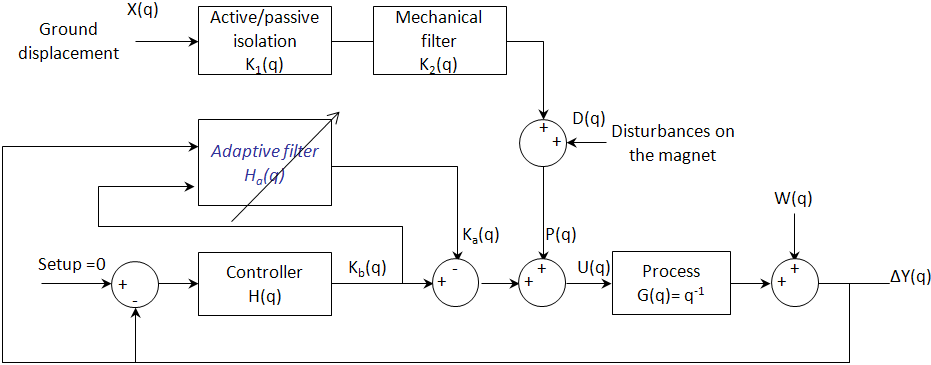 X(q)
Ground
displacement
Active/passive
isolation
K₁(q)
Mechanical
filter
K₂(q)
+
+
D(q)
Disturbances on
the magnet
Adaptive filter
Hₐ(q)
W(q)
Kₐ(q)
P(q)
Setup =0
+
-
Controller
H(q)
K_b(q)
-
+
+
+
U(q)
Process
G(q)= q⁻¹
+
+
ΔY(q)